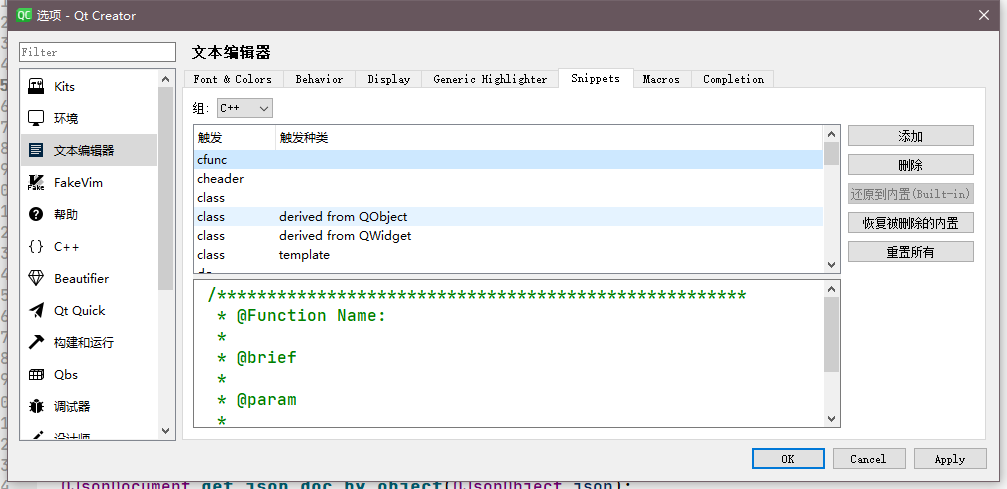 QC 选项 - Qt Creator
Filter
文本编辑器
Kits
环境
文本编辑器
FakeVim
帮助
C++
Beautifier
Qt Quick
构建和运行
Qbs
调试器
设计师
Font & Colors Behavior Display Generic Highlighter Snippets Macros Completion
组: C++
触发 触发种类
cfunc
cheader
class
class derived from QObject
class derived from QWidget
class template
do
添加
删除
还原到内置(Built-in)
恢复被删除的内置
重置所有
/*****************************************************
* @Function Name:
*
* @brief
*
* @param
*
OK Cancel Apply
QJsonDocument get_json_doc_by_object(QJsonObject json);